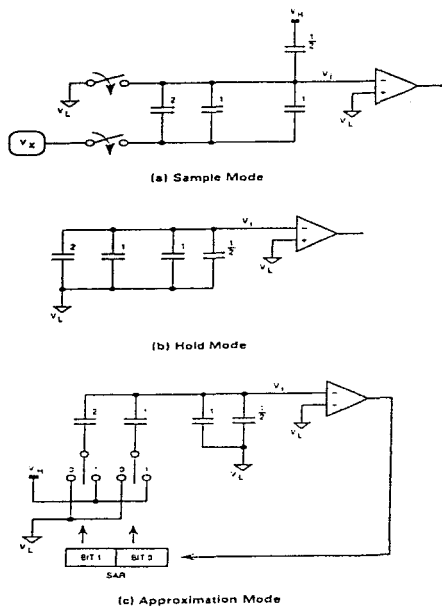 V_H
1/2
V_i
V_L
2
1
1
V_L
V_X
(a) Sample Mode
V_i
2
1
1
1/2
V_L
V_L
(b) Hold Mode
V_i
2
1
1
1/2
V_L
V_L
V_H
0
1
0
1
V_L
BIT 1
BIT 0
SAR
(c) Approximation Mode